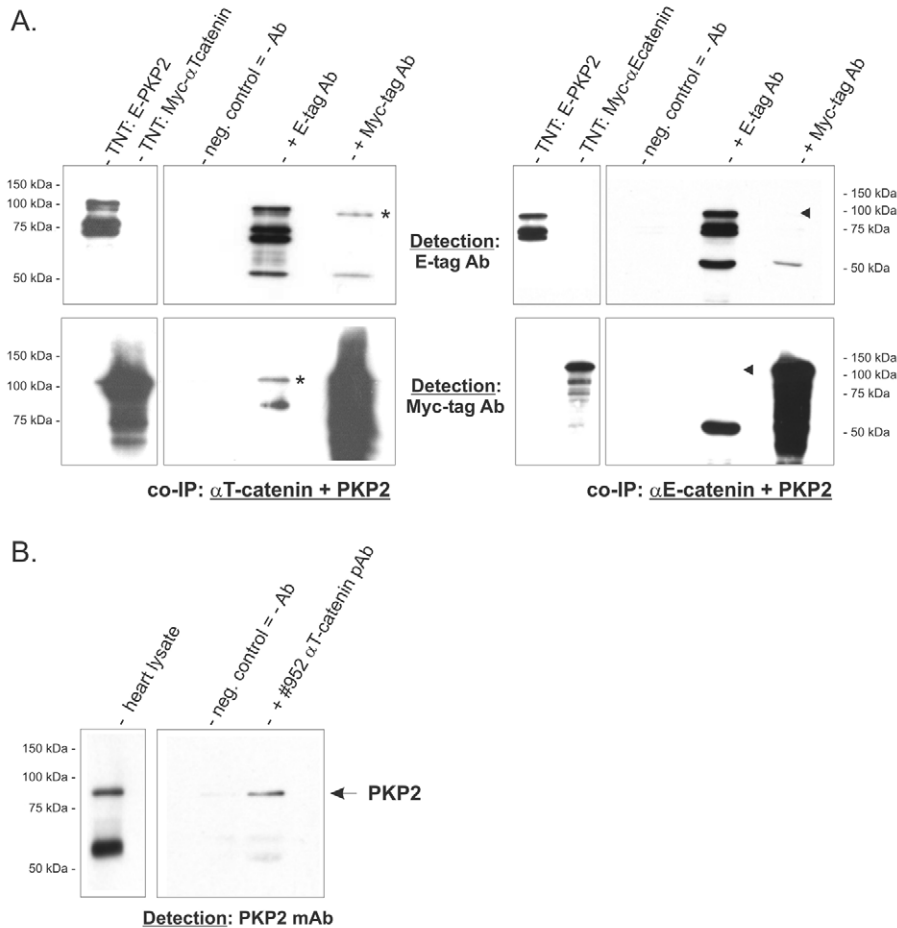 A.
- TNT: E-PKP2
- TNT: Myc-αTcatenin
- neg. control = - Ab
- + E-tag Ab
- + Myc-tag Ab
- TNT: E-PKP2
- TNT: Myc-αEcatenin
- neg. control = - Ab
- + E-tag Ab
- + Myc-tag Ab
150 kDa -
100 kDa -
75 kDa -
50 kDa -
*
Detection:
E-tag Ab
- 150 kDa
- 100 kDa
- 75 kDa
- 50 kDa
150 kDa -
100 kDa -
75 kDa -
*
Detection:
Myc-tag Ab
- 150 kDa
- 100 kDa
- 75 kDa
- 50 kDa
co-IP: αT-catenin + PKP2
co-IP: αE-catenin + PKP2
B.
- heart lysate
- neg. control = - Ab
- + #952 αT-catenin pAb
150 kDa -
100 kDa -
75 kDa -
50 kDa -
PKP2
Detection: PKP2 mAb